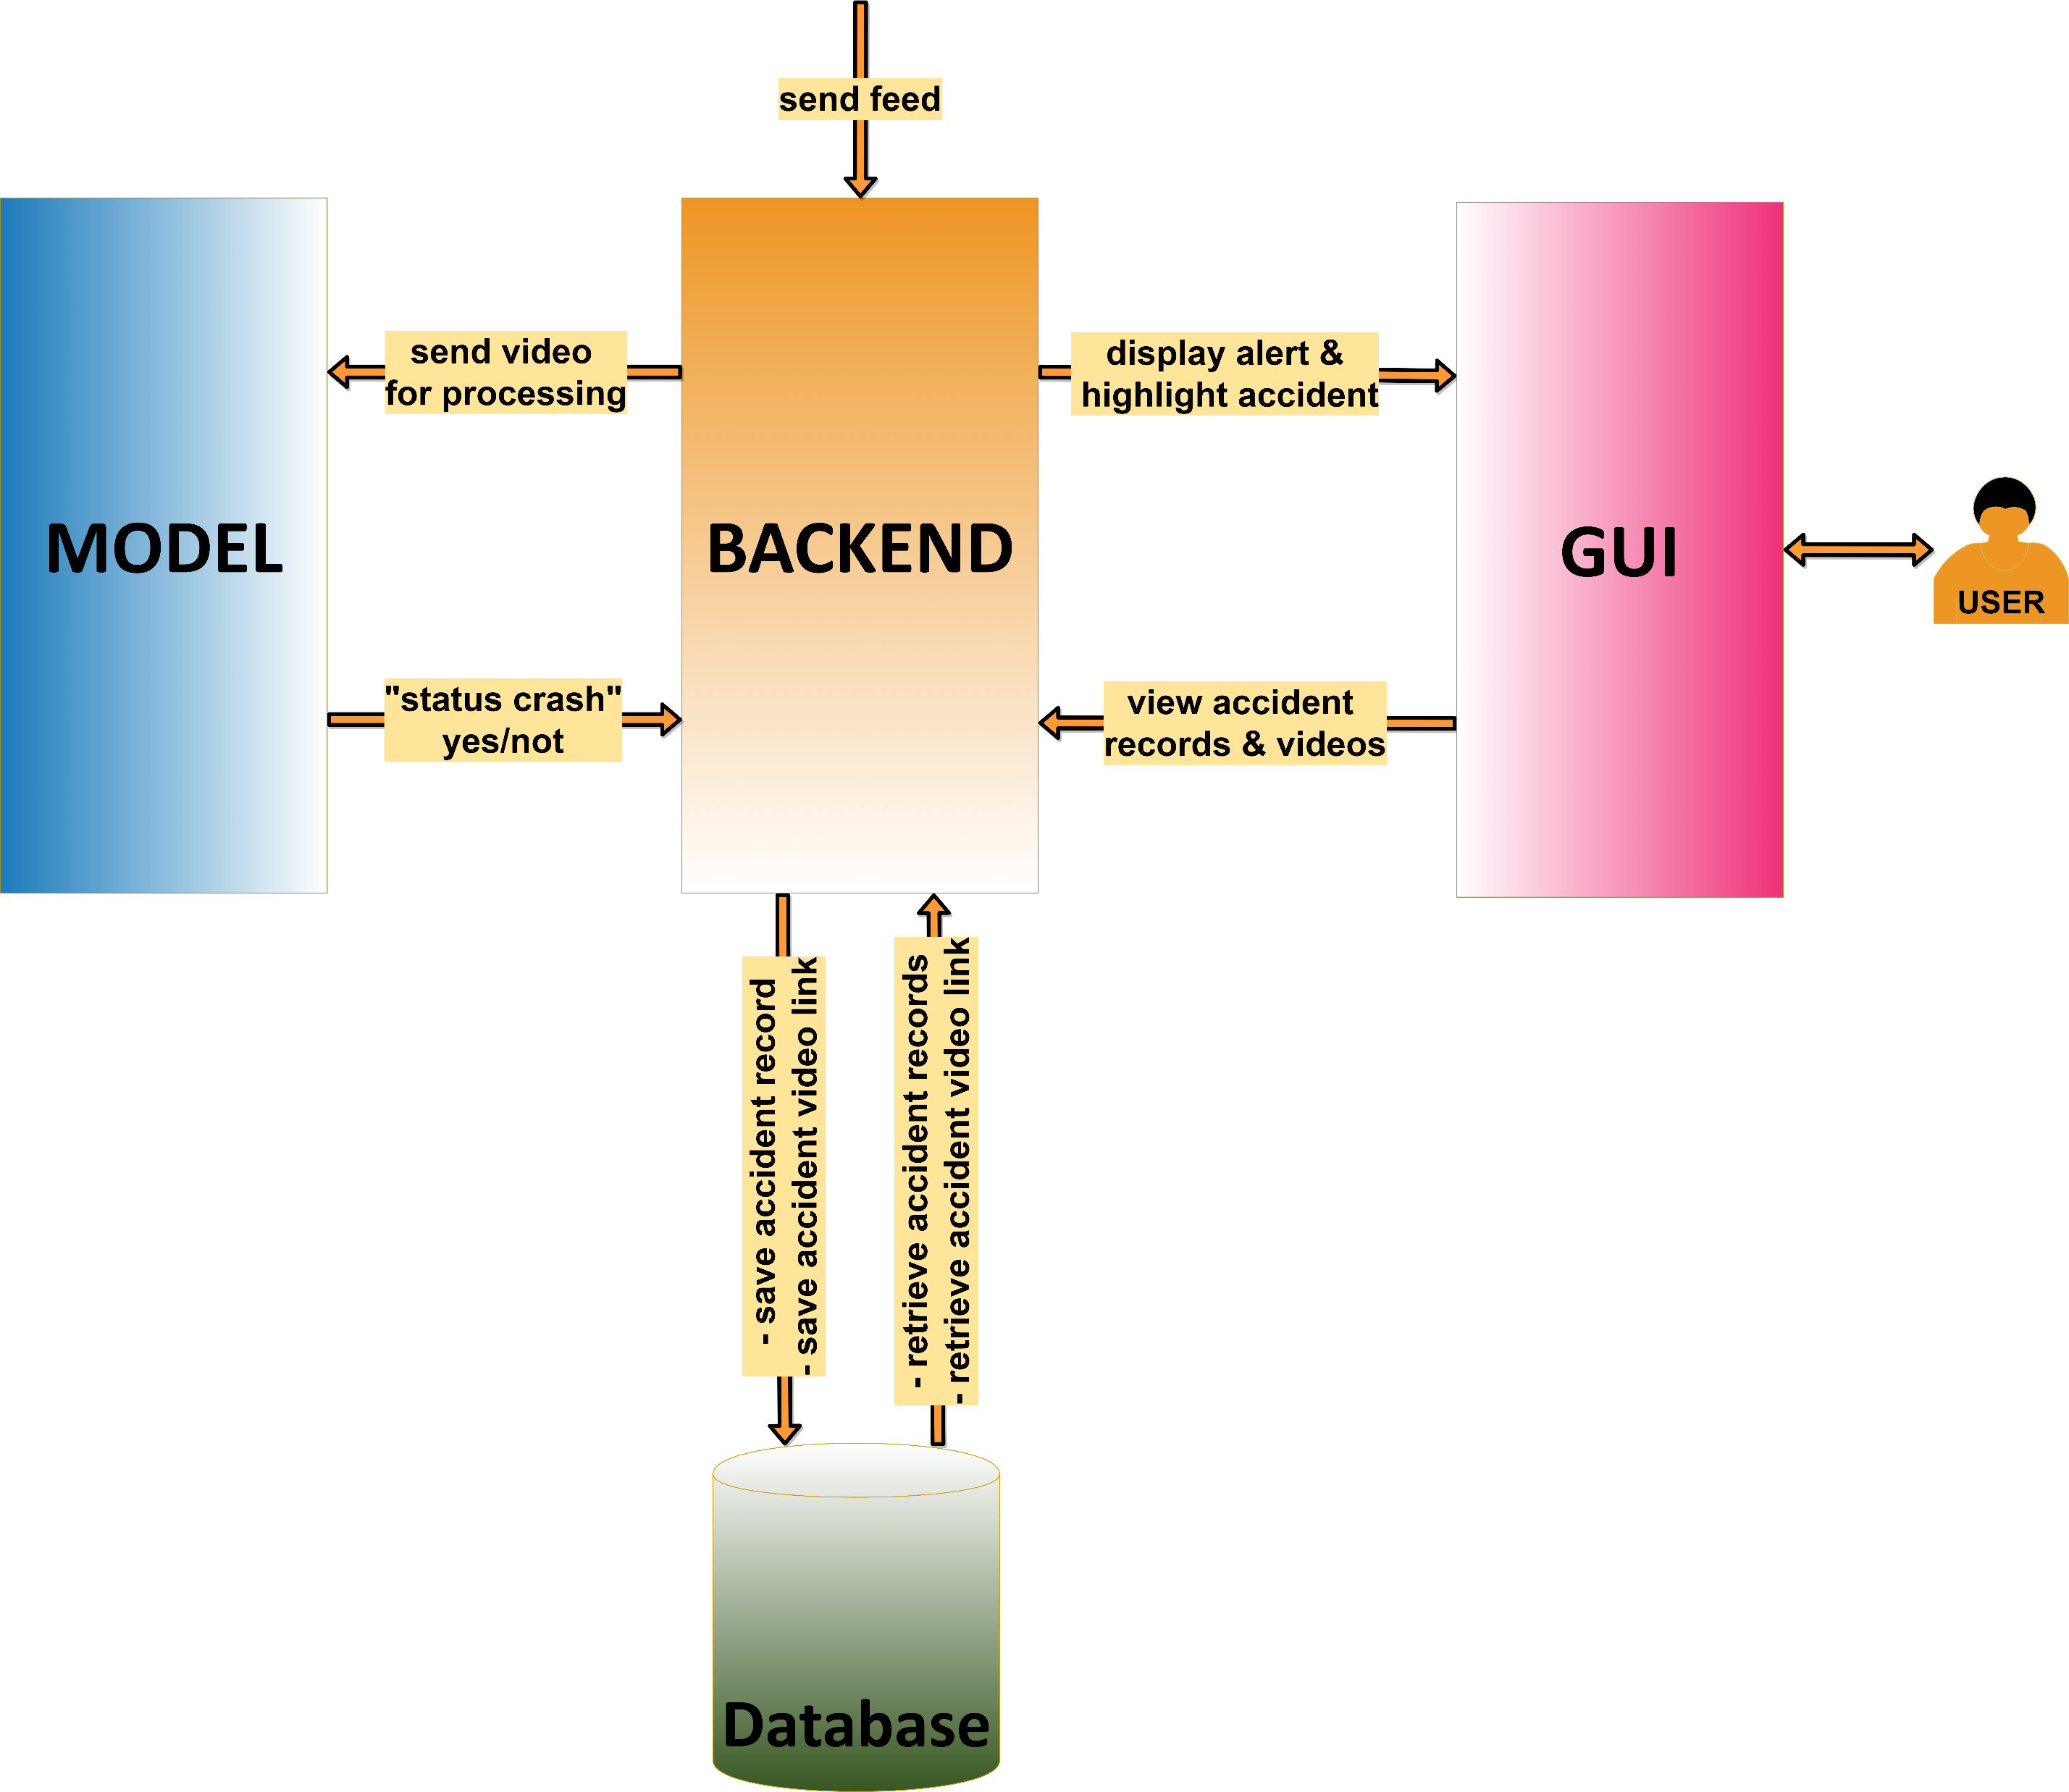 send feed
send video
for processing
display alert &
highlight accident
MODEL
BACKEND
GUI
USER
"status crash"
yes/not
view accident
records & videos
- save accident record
- save accident video link
- retrieve accident records
- retrieve accident video link
Database